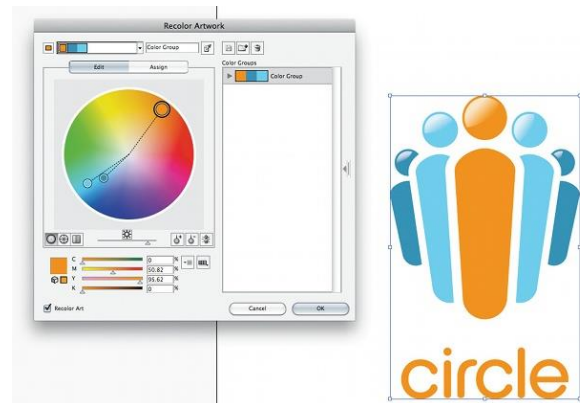 Recolor Artwork
Color Group
Edit
Assign
Color Groups
Color Group
C 0 %
M 50.82 %
Y 95.62 %
K 0 %
Recolor Art
Cancel
OK
circle